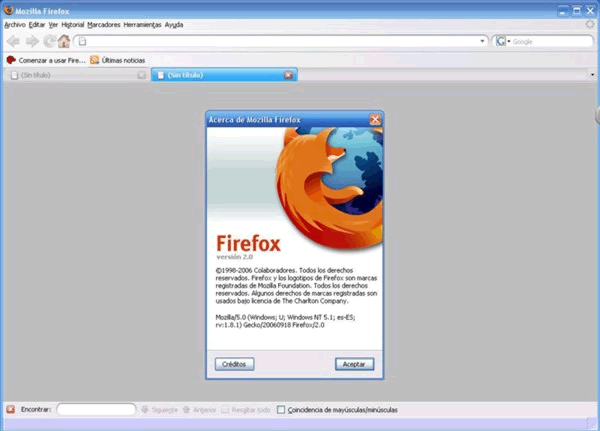 Mozilla Firefox
Archivo Editar Ver Historial Marcadores Herramientas Ayuda
G Google
Comenzar a usar Fire... Últimas noticias
(Sin título) (Sin título)
Acerca de Mozilla Firefox
Firefox
versión 2.0
©1998-2006 Colaboradores. Todos los derechos
reservados. Firefox y los logotipos de Firefox son marcas
registradas de Mozilla Foundation. Todos los derechos
reservados. Algunos derechos de marcas registradas son
usados bajo licencia de The Charlton Company.
Mozilla/5.0 (Windows; U; Windows NT 5.1; es-ES;
rv:1.8.1) Gecko/20060918 Firefox/2.0
Créditos Aceptar
Encontrar: Siguiente Anterior Resaltar todo Coincidencia de mayúsculas/minúsculas